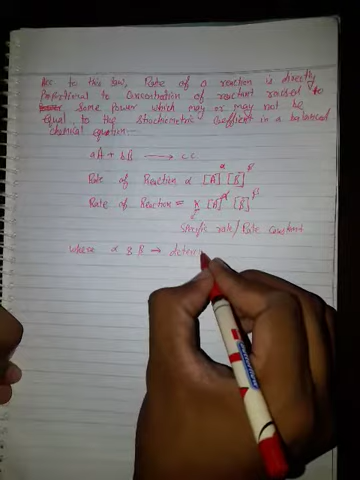 Acc to this law, Rate of a reaction is directly
Proportional to Concentration of reactant raised to
some power which may or may not be
equal to the stiochiometric coefficient in a balanced
chemical equation.
aA + bB → cC
Rate of Reaction ∝ [A]^α [B]^β
Rate of Reaction = k [A]^α [B]^β
specific rate/Rate constant
where α & β → determ